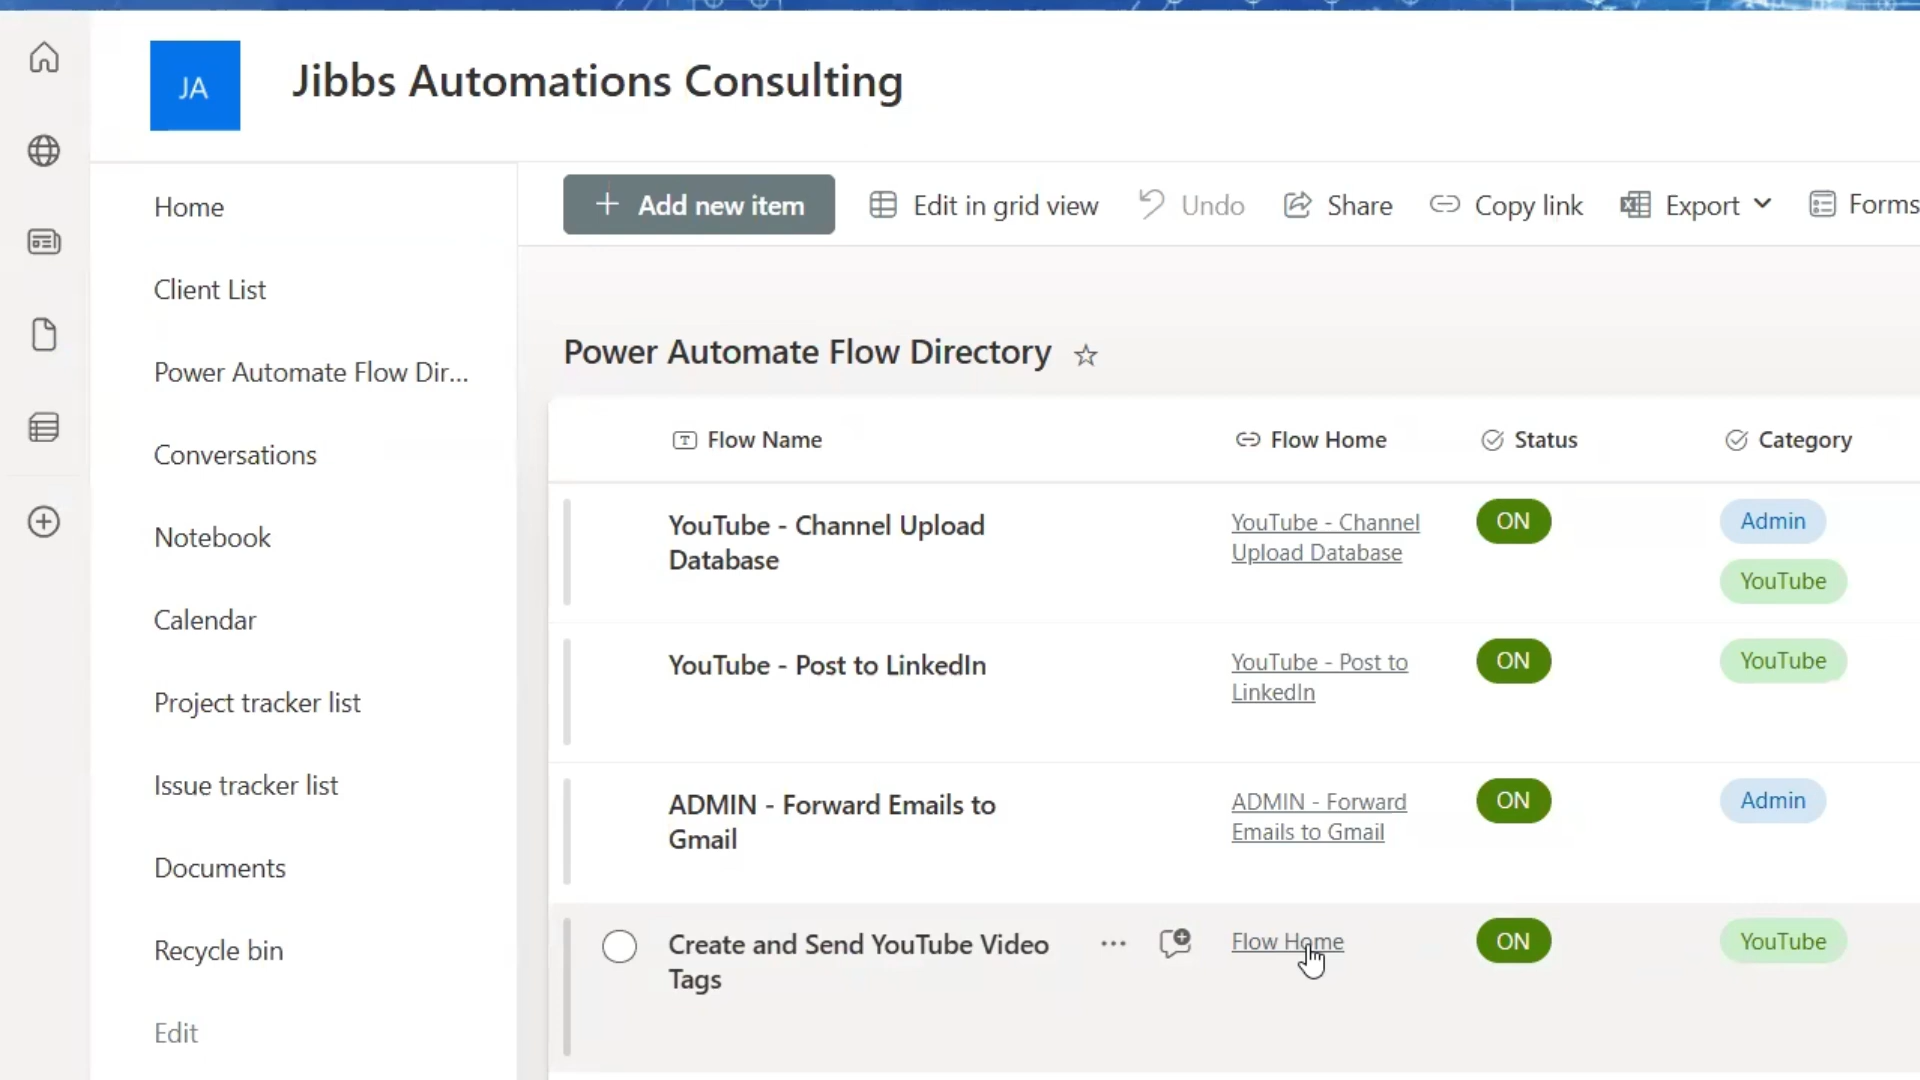 JA
Jibbs Automations Consulting
Home
Client List
Power Automate Flow Dir...
Conversations
Notebook
Calendar
Project tracker list
Issue tracker list
Documents
Recycle bin
Edit
Add new item
Edit in grid view
Undo
Share
Copy link
Export
Forms
Power Automate Flow Directory
Flow Name
Flow Home
Status
Category
YouTube - Channel Upload
Database
YouTube - Channel
Upload Database
ON
Admin
YouTube
YouTube - Post to LinkedIn
YouTube - Post to
LinkedIn
ON
YouTube
ADMIN - Forward Emails to
Gmail
ADMIN - Forward
Emails to Gmail
ON
Admin
Create and Send YouTube Video
Tags
Flow Home
ON
YouTube